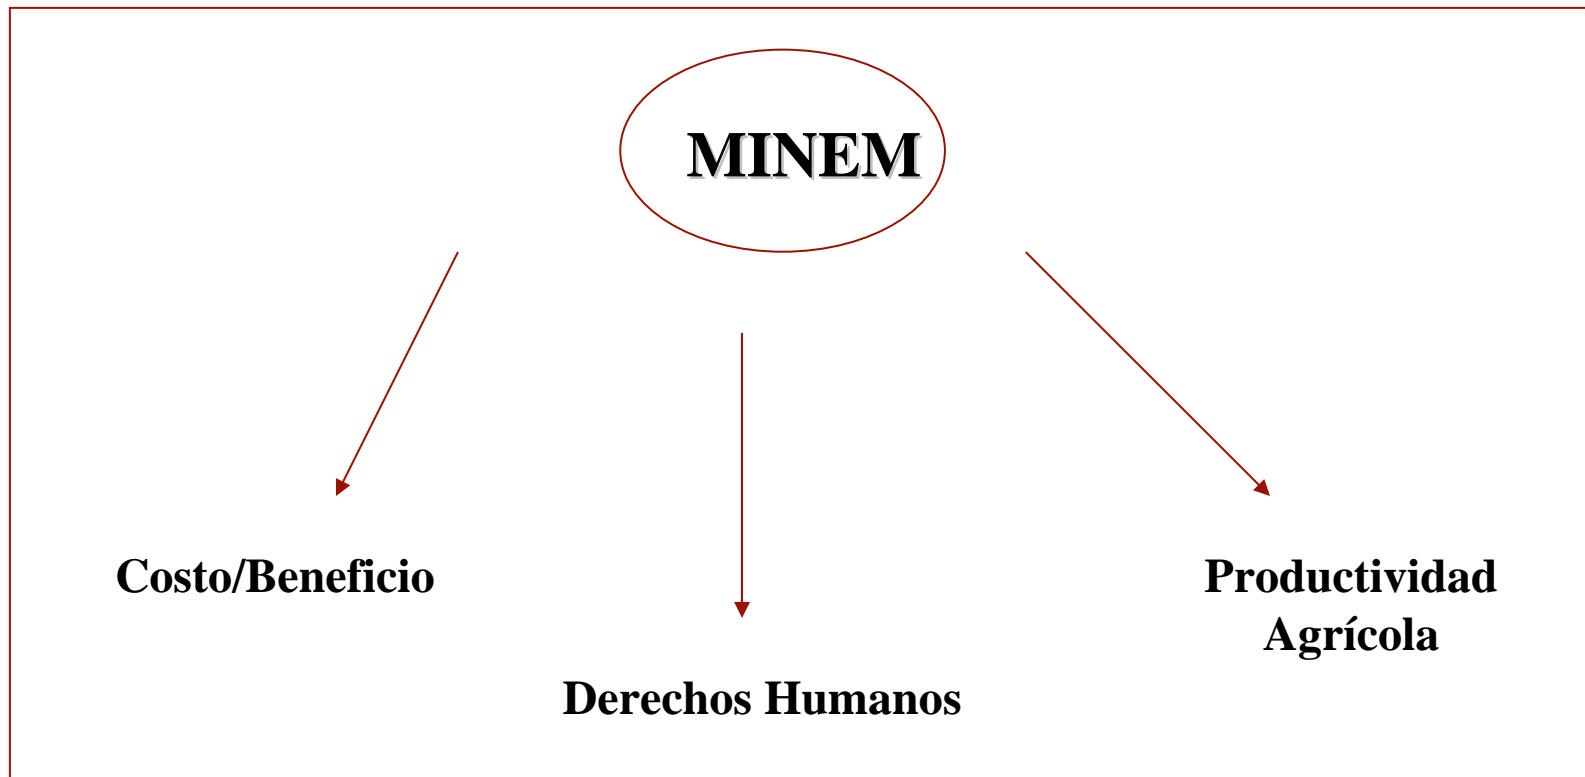 MINEM
Costo/Beneficio
Productividad
Agrícola
Derechos Humanos